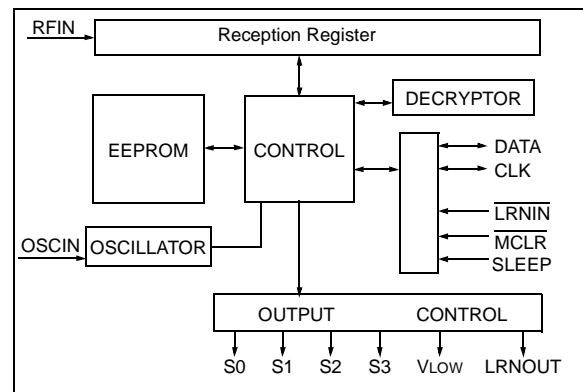 RFIN
Reception Register
DECRYPTOR
EEPROM
CONTROL
DATA
CLK
LRNIN
MCLR
SLEEP
OSCIN
OSCILLATOR
OUTPUT CONTROL
S0 S1 S2 S3 VLOW LRNOUT